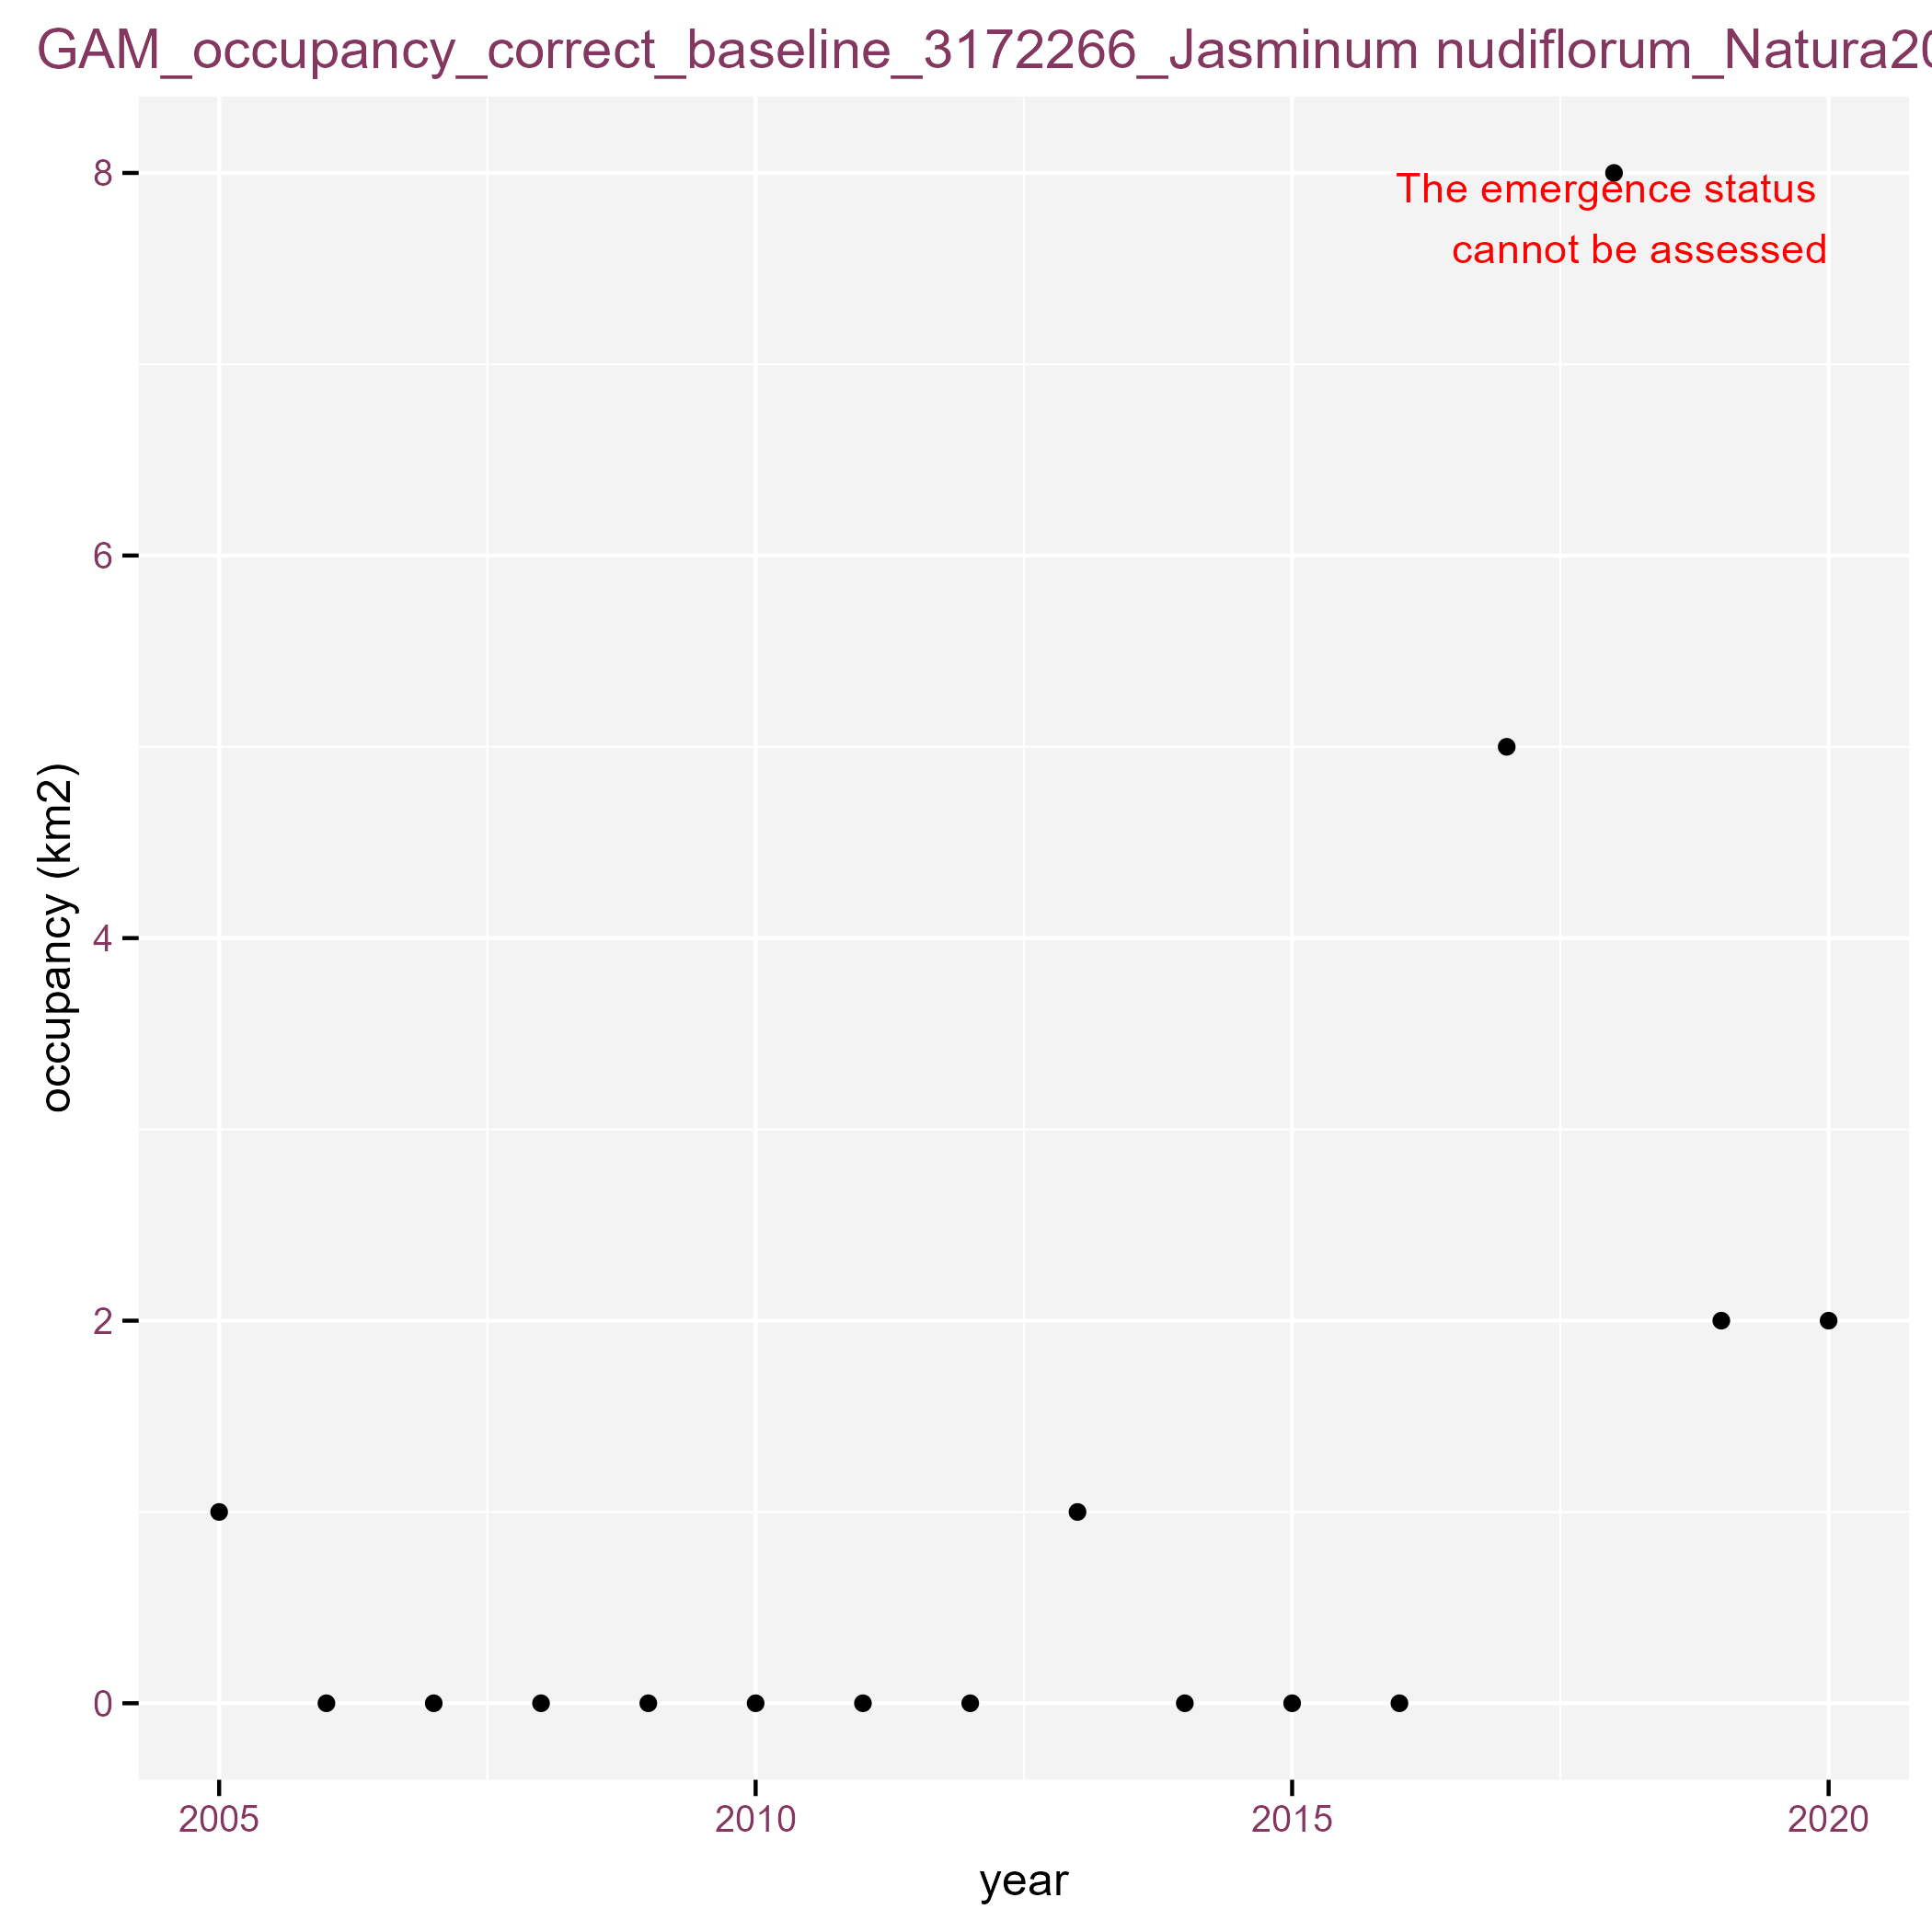 GAM_occupancy_correct_baseline_3172266_Jasminum nudiflorum_Natura20
8
The emergence status
cannot be assessed
6
occupancy (km2)
4
2
0
2005 2010 2015 2020
year